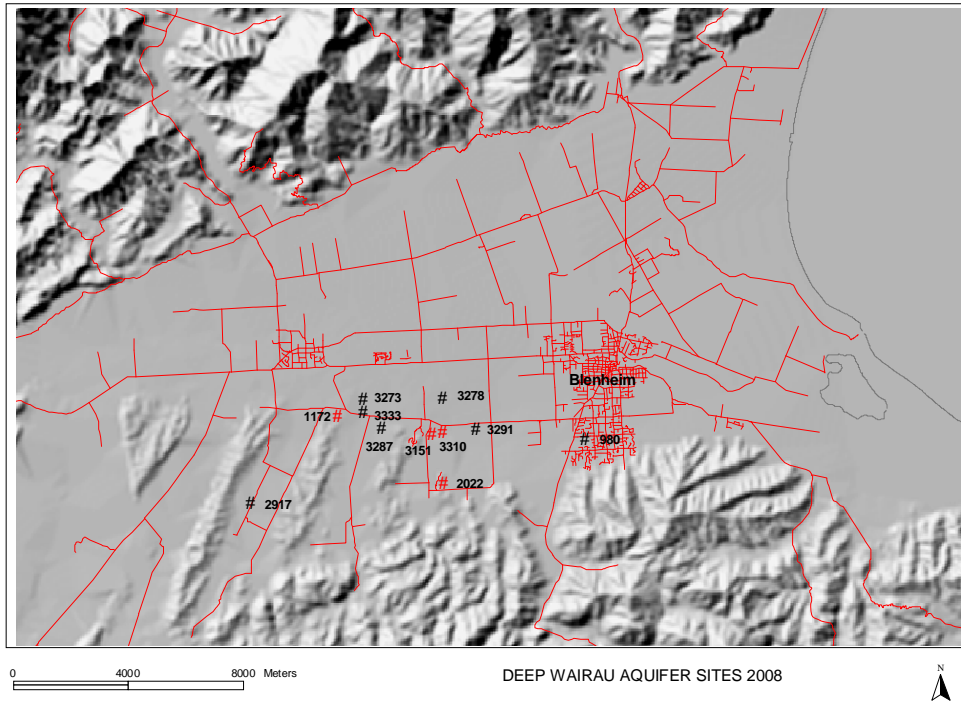 Blenheim
# 3273
# 3278
1172 #
# 3333
# 3287
# 3291
3151 #
# 3310
# 980
# 2022
# 2917
0 4000 8000 Meters
DEEP WAIRAU AQUIFER SITES 2008
N